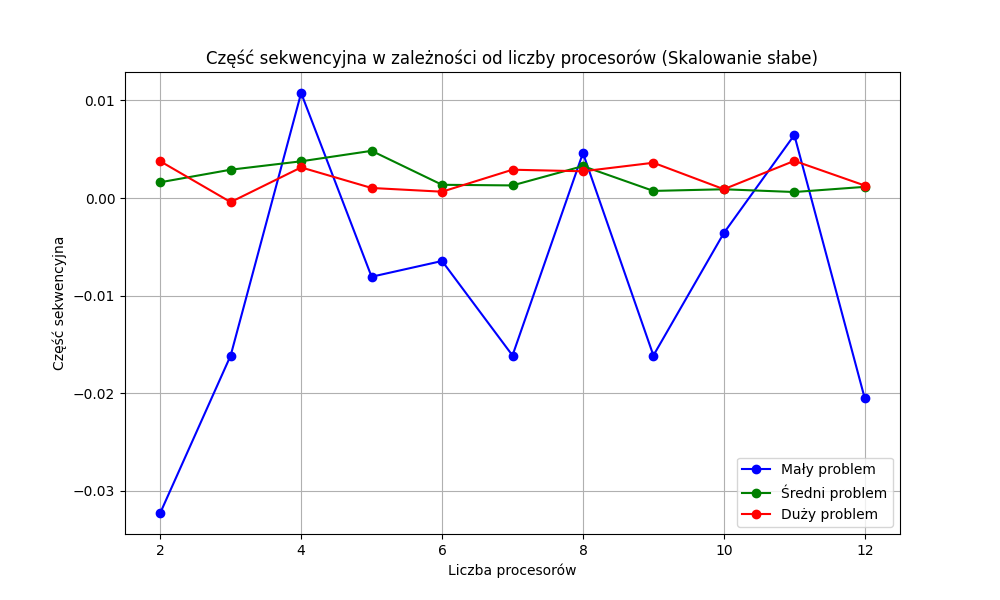 Część sekwencyjna w zależności od liczby procesorów (Skalowanie słabe)
Część sekwencyjna
0.01
0.00
−0.01
−0.02
−0.03
Mały problem
Średni problem
Duży problem
2 4 6 8 10 12
Liczba procesorów